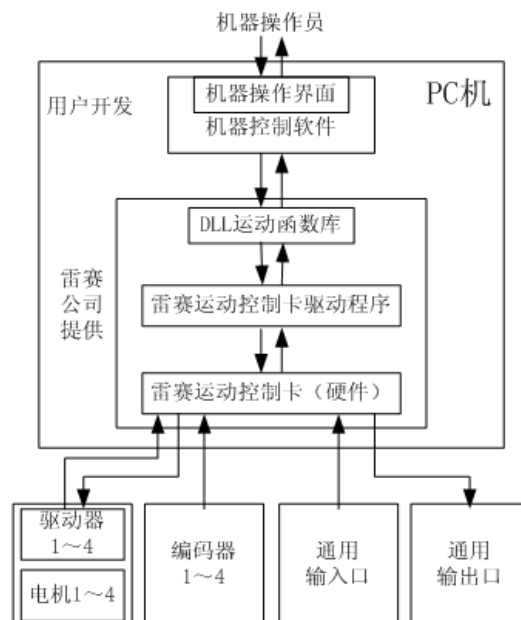 机器操作员
PC机
用户开发
机器操作界面
机器控制软件
DLL运动函数库
雷赛
公司
提供
雷赛运动控制卡驱动程序
雷赛运动控制卡（硬件）
驱动器
1～4
电机1～4
编码器
1～4
通用
输入口
通用
输出口